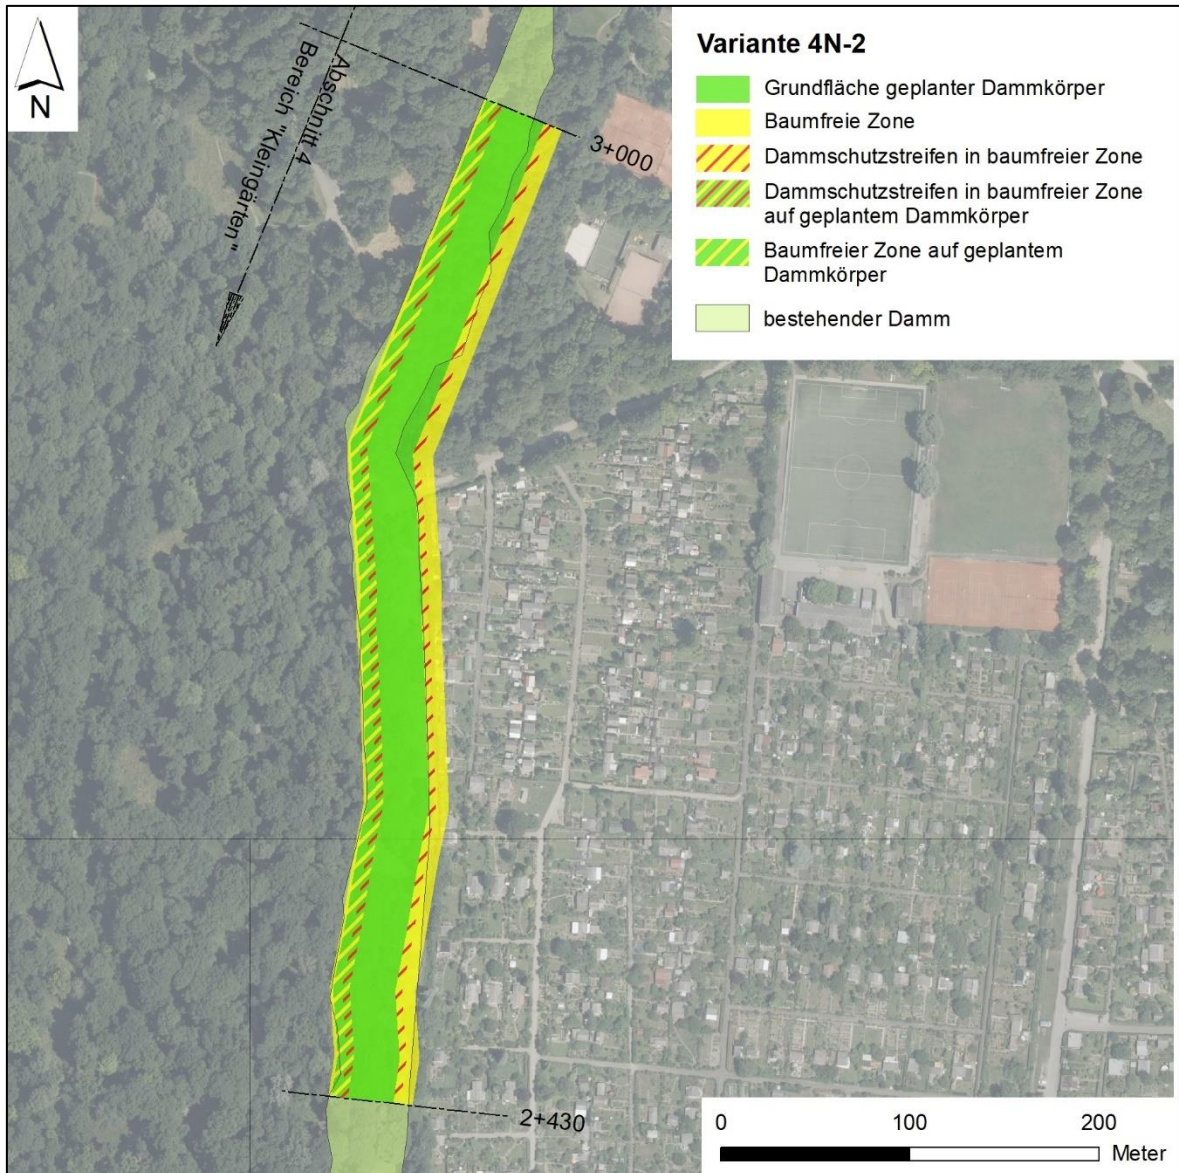 N
Abschnitt 4
Bereich "Kleingärten"
3+000
2+430
Variante 4N-2
Grundfläche geplanter Dammkörper
Baumfreie Zone
Dammschutzstreifen in baumfreier Zone
Dammschutzstreifen in baumfreier Zone
auf geplantem Dammkörper
Baumfreier Zone auf geplantem
Dammkörper
bestehender Damm
0 100 200
Meter